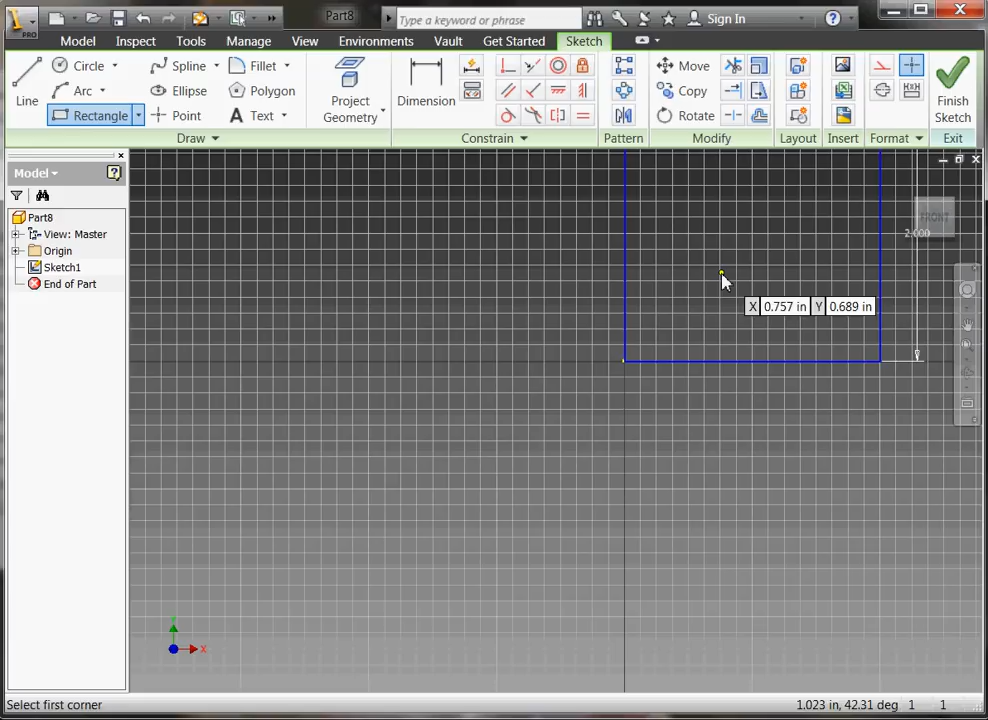 Part8
Type a keyword or phrase
Sign In
PRO
Model Inspect Tools Manage View Environments Vault Get Started Sketch
Line
Circle
Arc
Rectangle
Spline
Ellipse
Point
Fillet
Polygon
Text
Project
Geometry
Dimension
Move
Copy
Rotate
Finish
Sketch
Draw
Constrain
Pattern
Modify
Layout
Insert
Format
Exit
Model
Part8
View: Master
Origin
Sketch1
End of Part
FRONT
2.000
X 0.757 in Y 0.689 in
Y
X
Select first corner
1.023 in, 42.31 deg 1 1